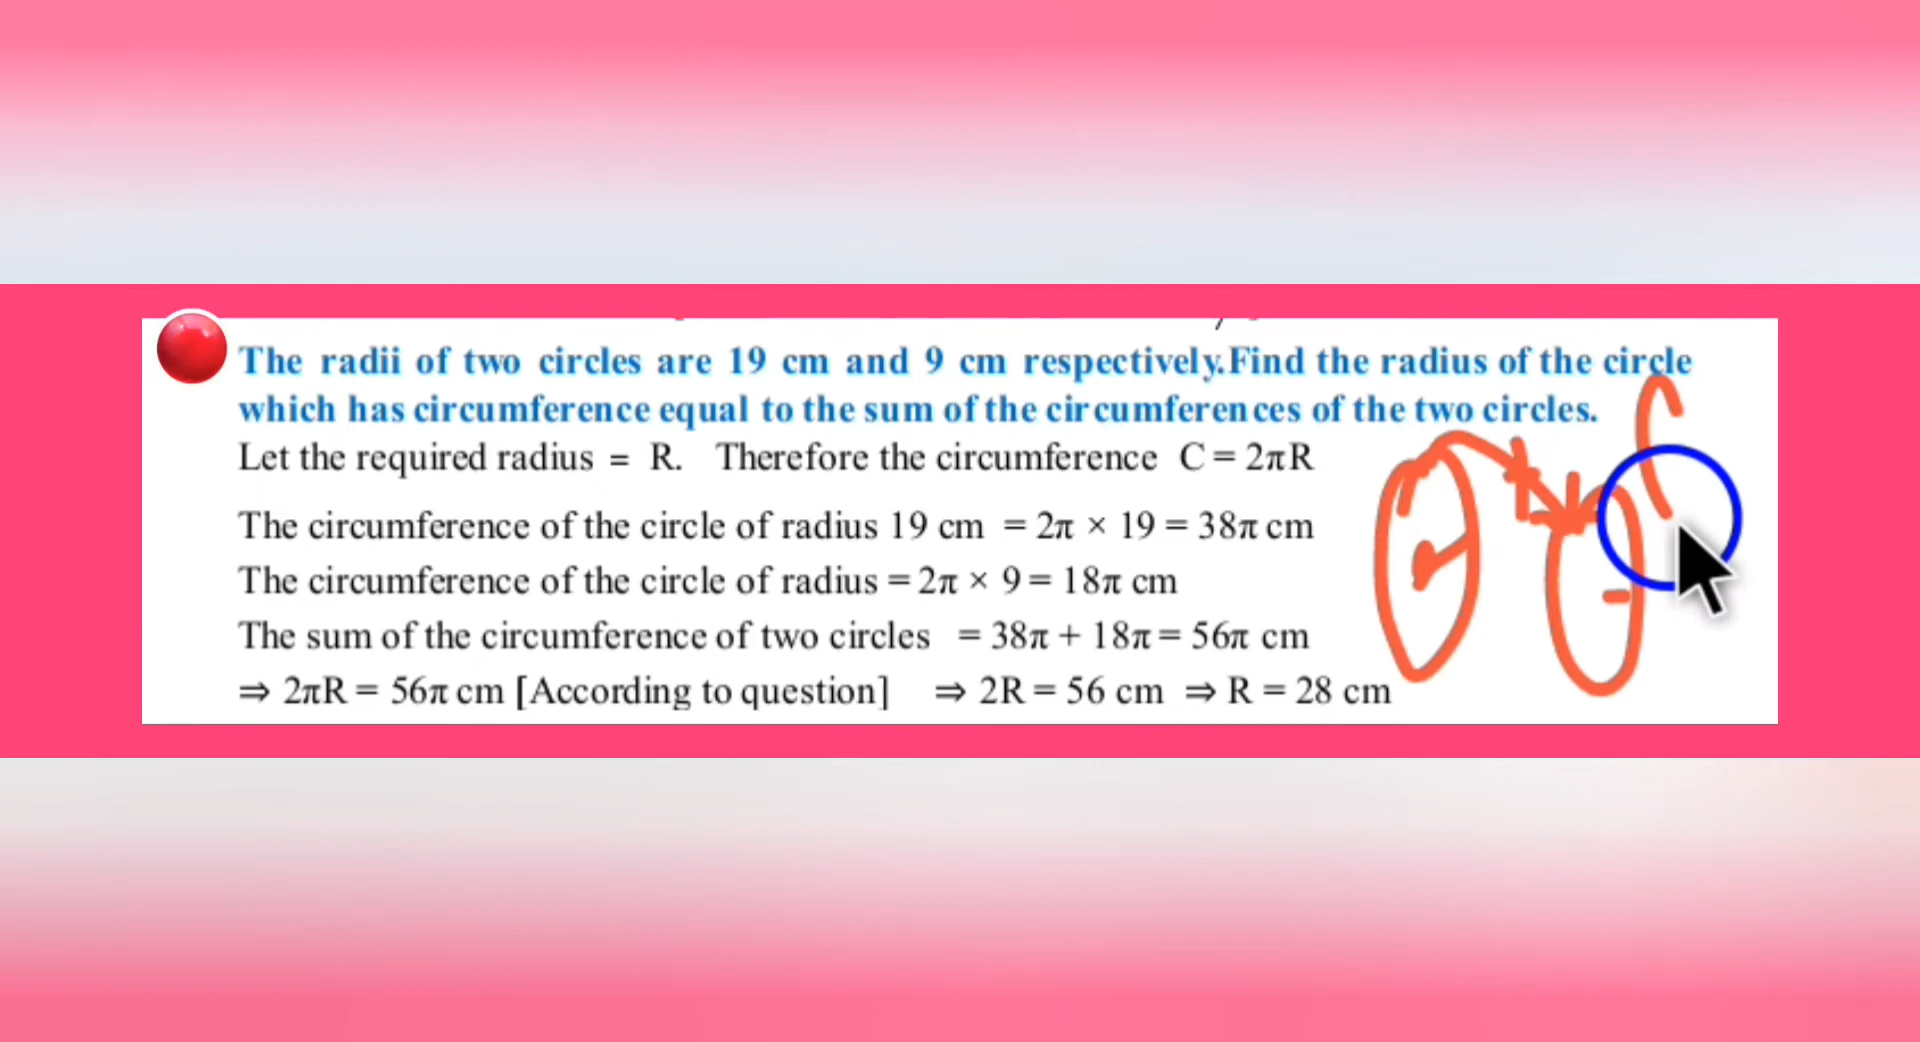 The radii of two circles are 19 cm and 9 cm respectively.Find the radius of the circle
which has circumference equal to the sum of the circumferences of the two circles.
Let the required radius = R. Therefore the circumference C = 2πR
The circumference of the circle of radius 19 cm = 2π × 19 = 38π cm
The circumference of the circle of radius = 2π × 9 = 18π cm
The sum of the circumference of two circles = 38π + 18π = 56π cm
⇒ 2πR = 56π cm [According to question] ⇒ 2R = 56 cm ⇒ R = 28 cm